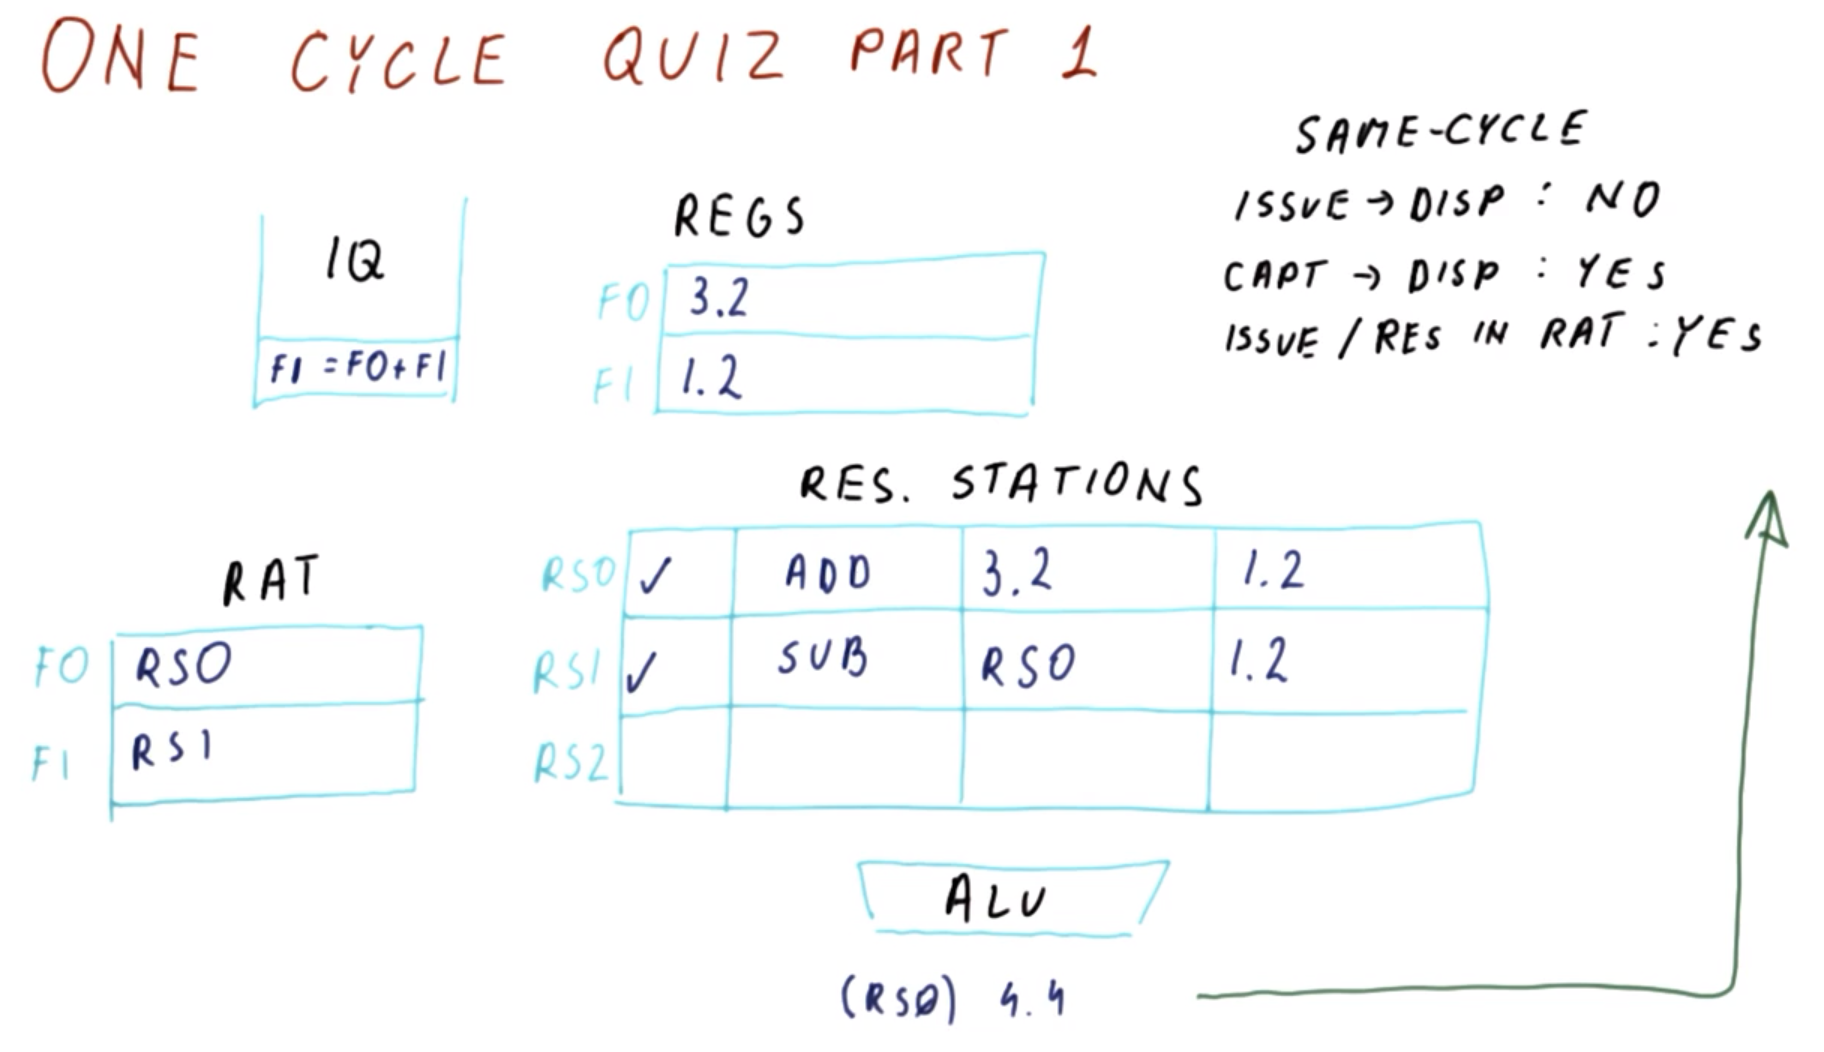 ONE CYCLE QUIZ PART 1
SAME-CYCLE
ISSUE → DISP : NO
CAPT → DISP : YES
ISSUE / RES IN RAT : YES
IQ
F1 = F0 + F1
REGS
F0 3.2
F1 1.2
RES. STATIONS
RS0 ✓ ADD 3.2 1.2
RS1 ✓ SUB RS0 1.2
RS2
RAT
F0 RS0
F1 RS1
ALU
(RS0) 4.4